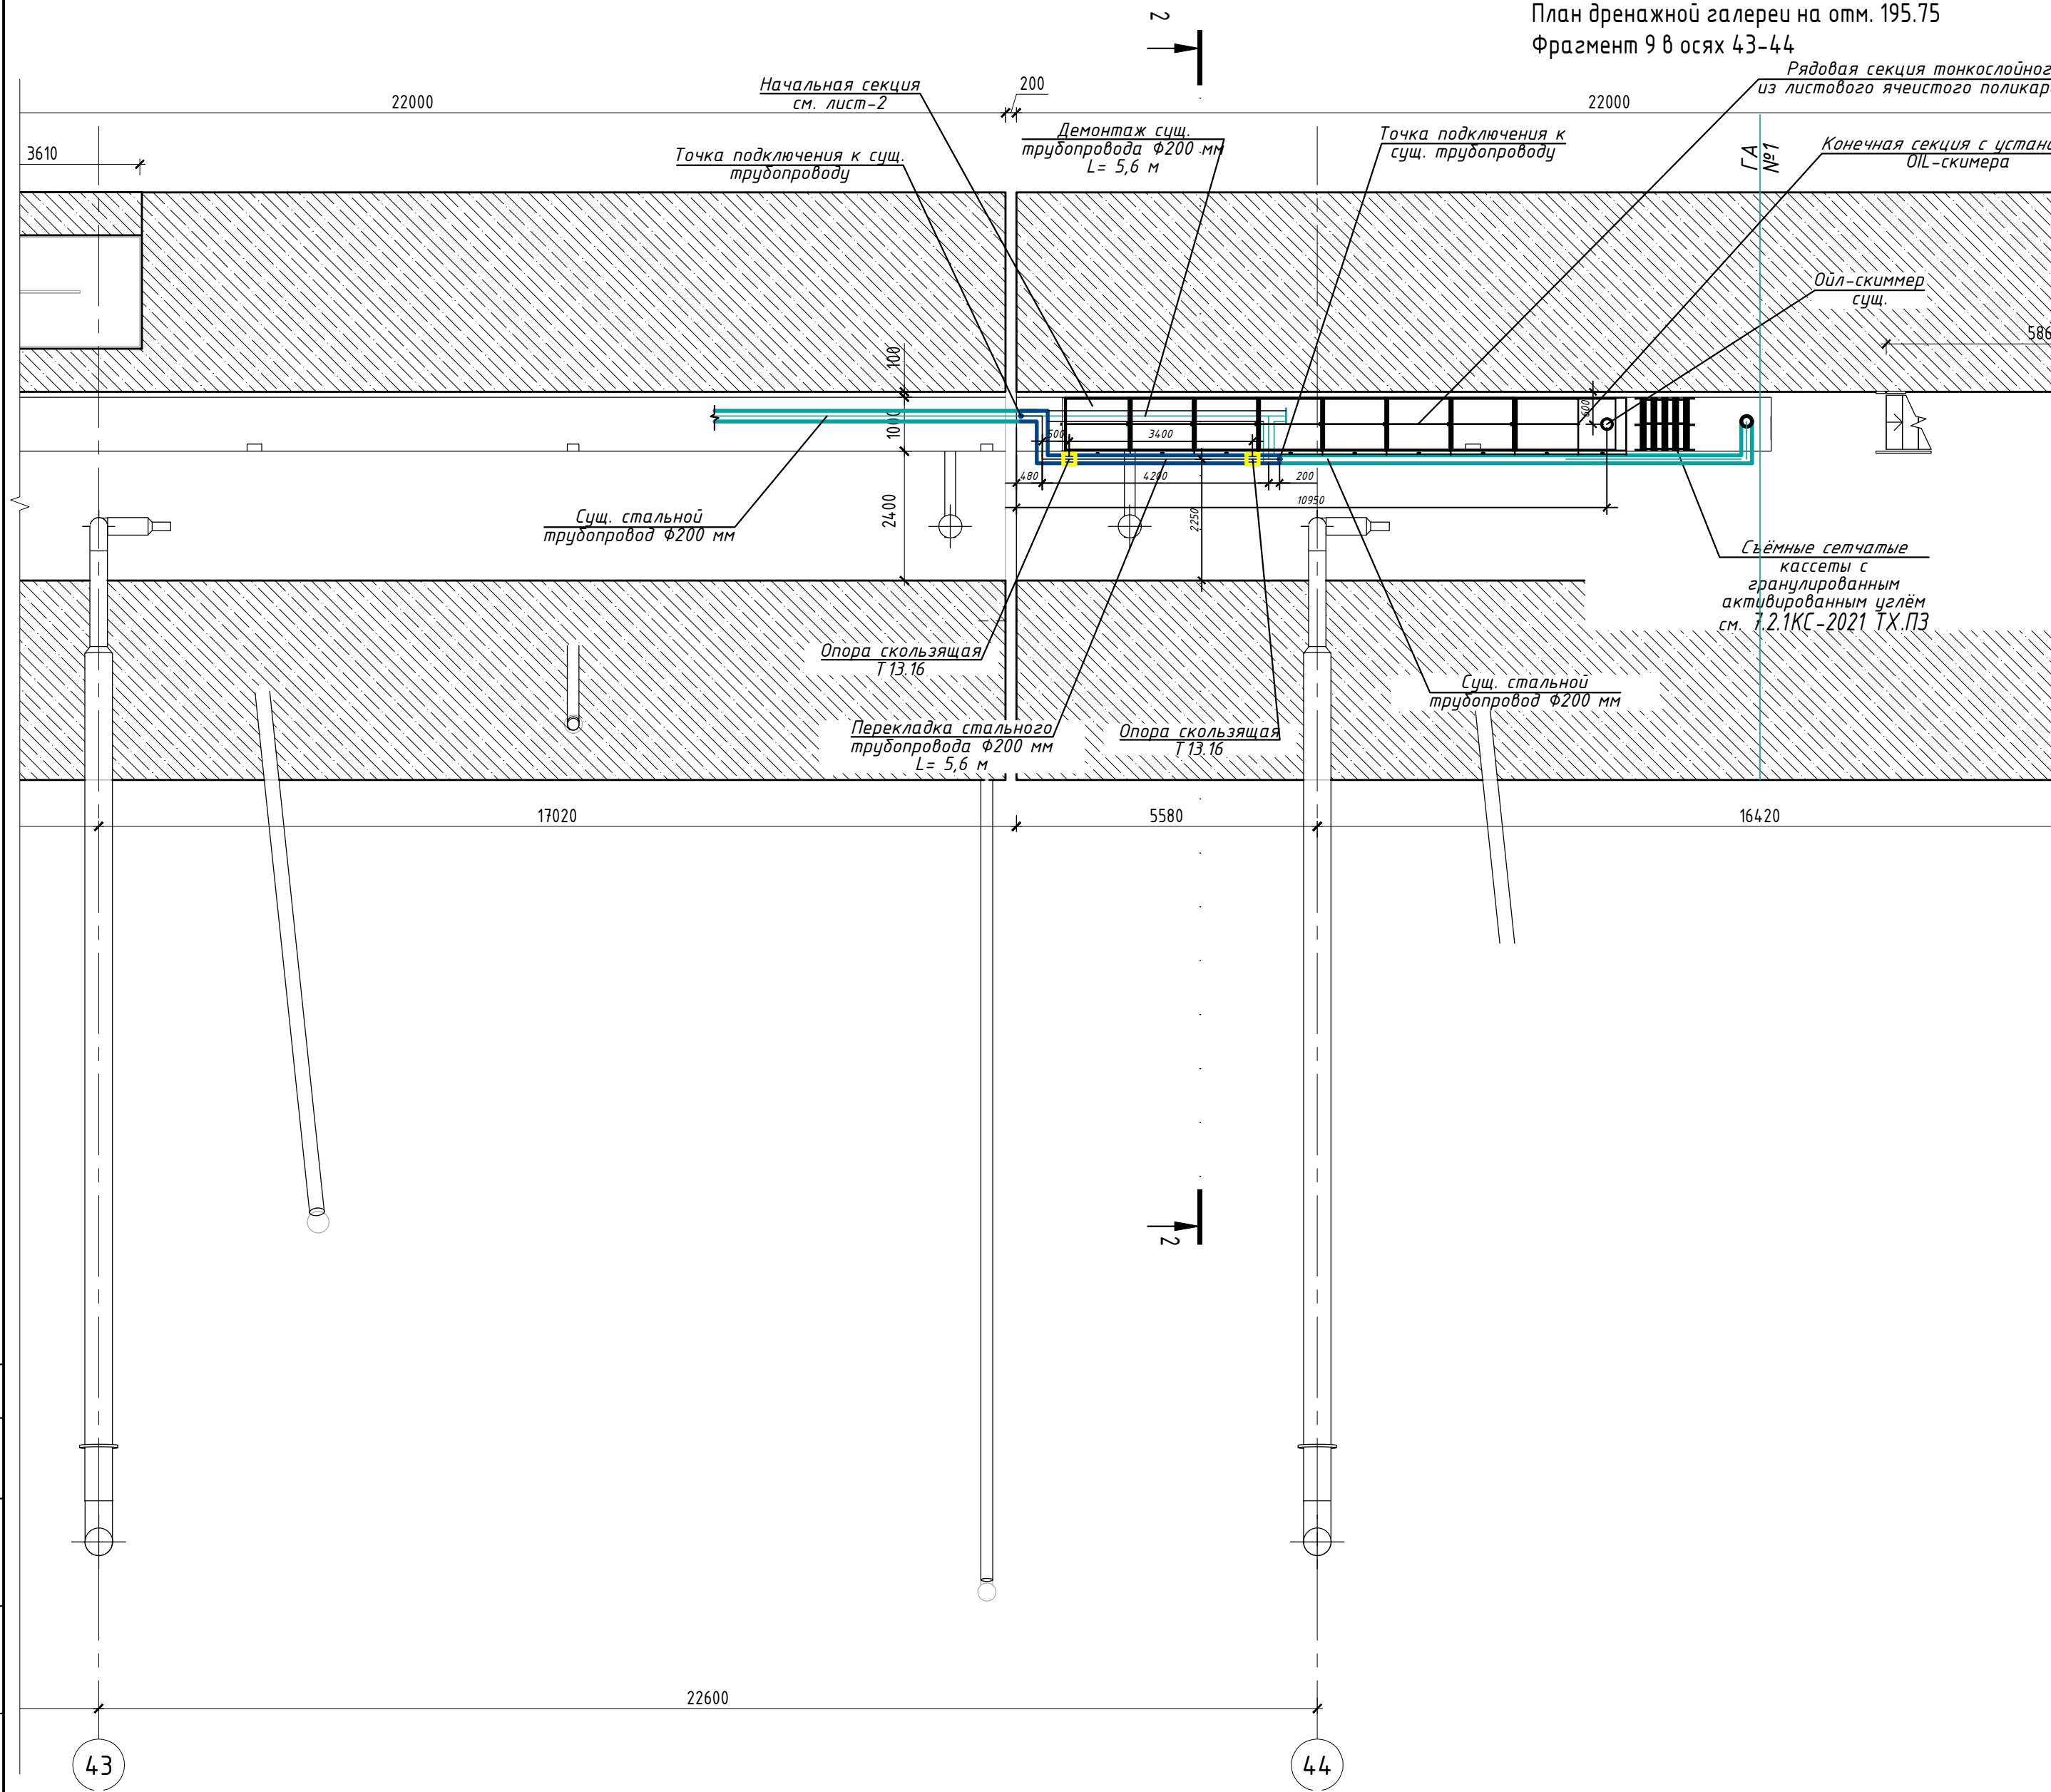 План дренажной галереи на отм. 195.75
Фрагмент 9 в осях 43-44
2
Начальная секция
см. лист-2
200
22000
22000
Рядовая секция тонкослойног
из листового ячеистого поликар
3610
Точка подключения к сущ.
трубопроводу
Демонтаж сущ.
трубопровода Ф200 мм
L= 5,6 м
Точка подключения к
сущ. трубопроводу
ГА
№1
Конечная секция с устано
OIL-скимера
Ойл-скиммер
сущ.
586
100
1000
600
500
3400
480
4200
200
10950
2250
2400
Сущ. стальной
трубопровод Ф200 мм
Съёмные сетчатые
кассеты с
гранулированным
активированным углём
см. 7.2.1КС-2021 ТХ.ПЗ
Опора скользящая
Т13.16
Сущ. стальной
трубопровод Ф200 мм
Перекладка стального
трубопровода Ф200 мм
L= 5,6 м
Опора скользящая
Т13.16
17020
5580
16420
2
22600
43
44